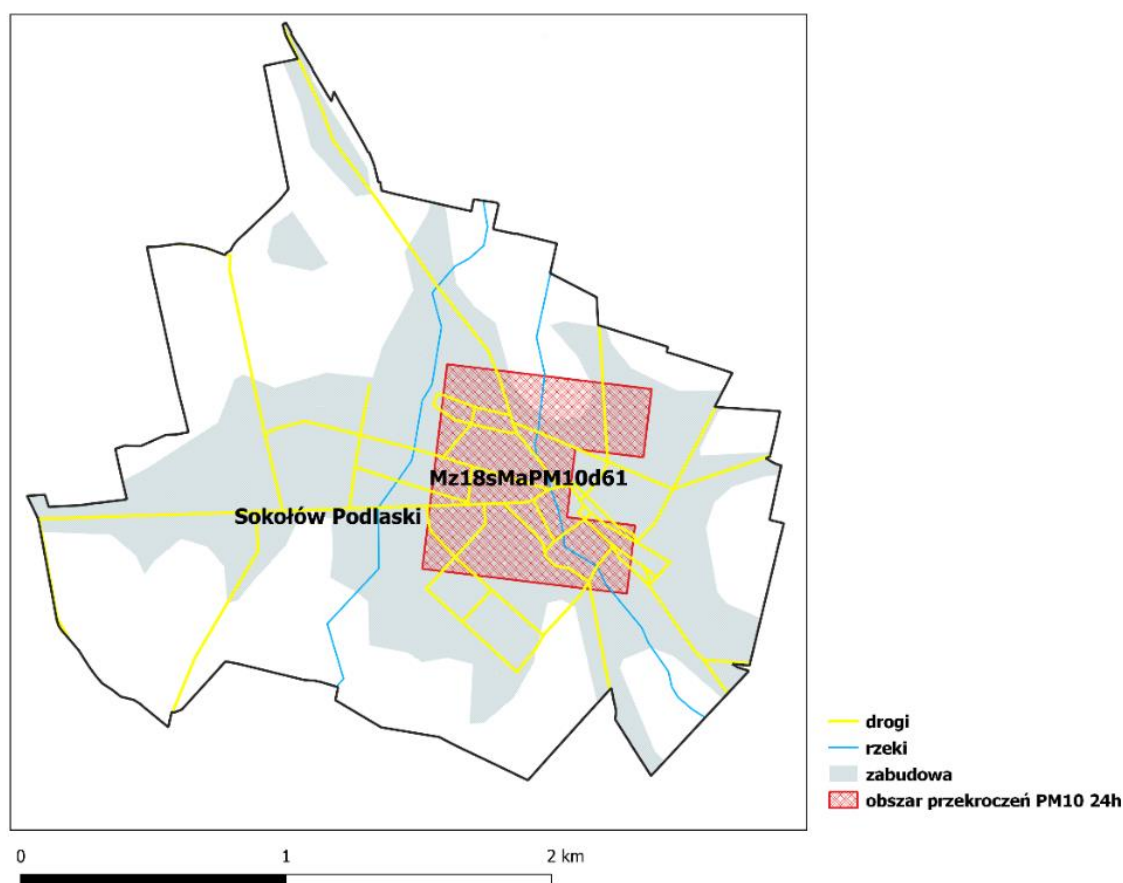 Mz18sMaPM10d61
Sokołów Podlaski
drogi
rzeki
zabudowa
obszar przekroczeń PM10 24h
0 1 2 km